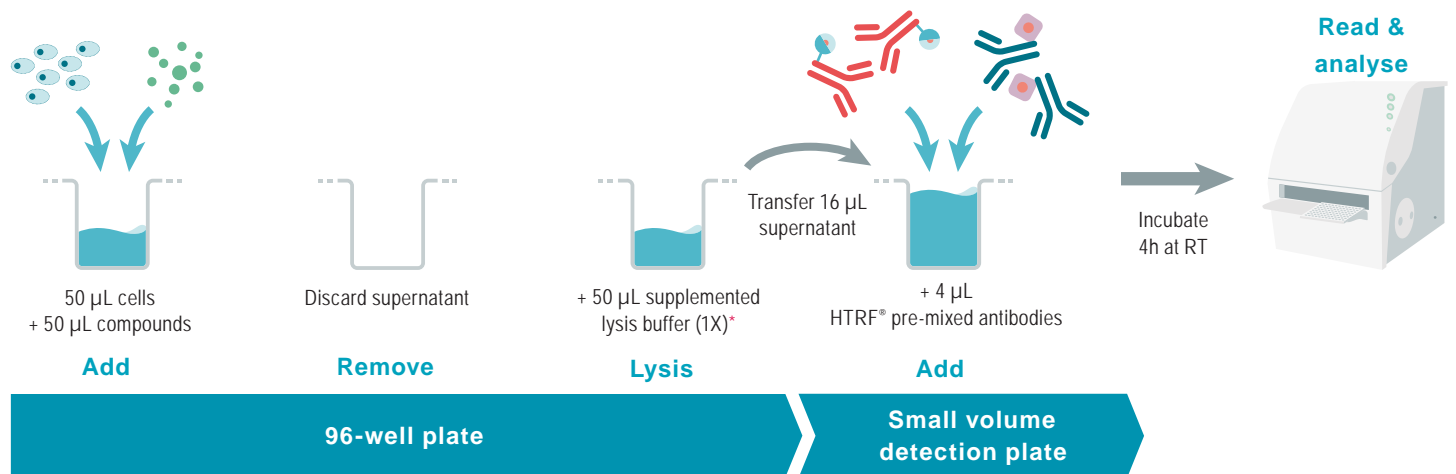 50 µL cells
+ 50 µL compounds
Add
Discard supernatant
Remove
+ 50 µL supplemented
lysis buffer (1X)*
Lysis
Transfer 16 µL
supernatant
+ 4 µL
HTRF® pre-mixed antibodies
Add
Incubate
4h at RT
Read &
analyse
96-well plate
Small volume
detection plate